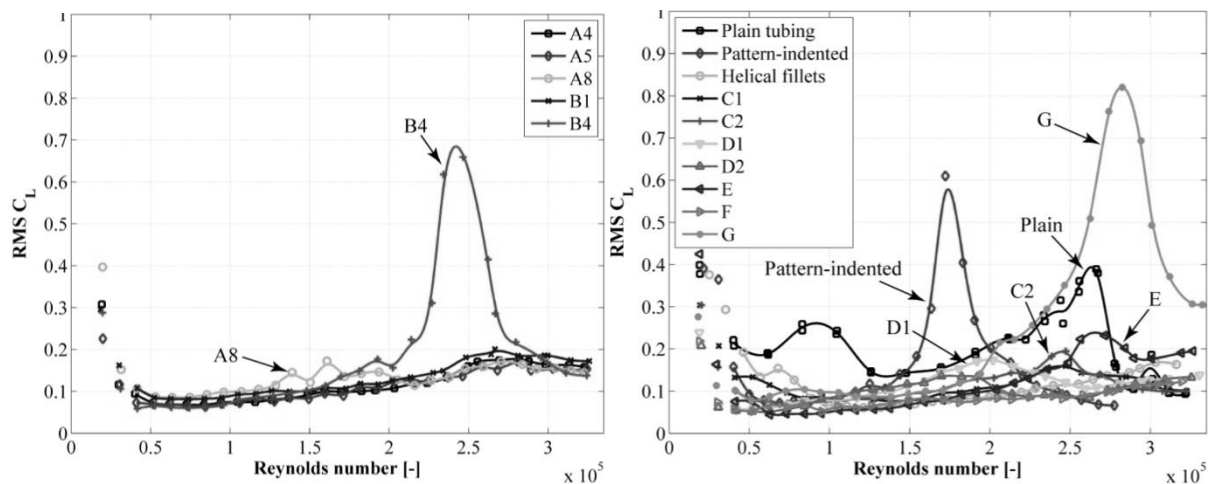 1
0.9
0.8
0.7
0.6
0.5
0.4
0.3
0.2
0.1
0
RMS C_L
0
0.5
1
1.5
2
2.5
3
Reynolds number [-]
x 10^5
A4
A5
A8
B1
B4
B4
A8
1
0.9
0.8
0.7
0.6
0.5
0.4
0.3
0.2
0.1
0
RMS C_L
0
0.5
1
1.5
2
2.5
3
Reynolds number [-]
x 10^5
Plain tubing
Pattern-indented
Helical fillets
C1
C2
D1
D2
E
F
G
G
Plain
Pattern-indented
C2
D1
E